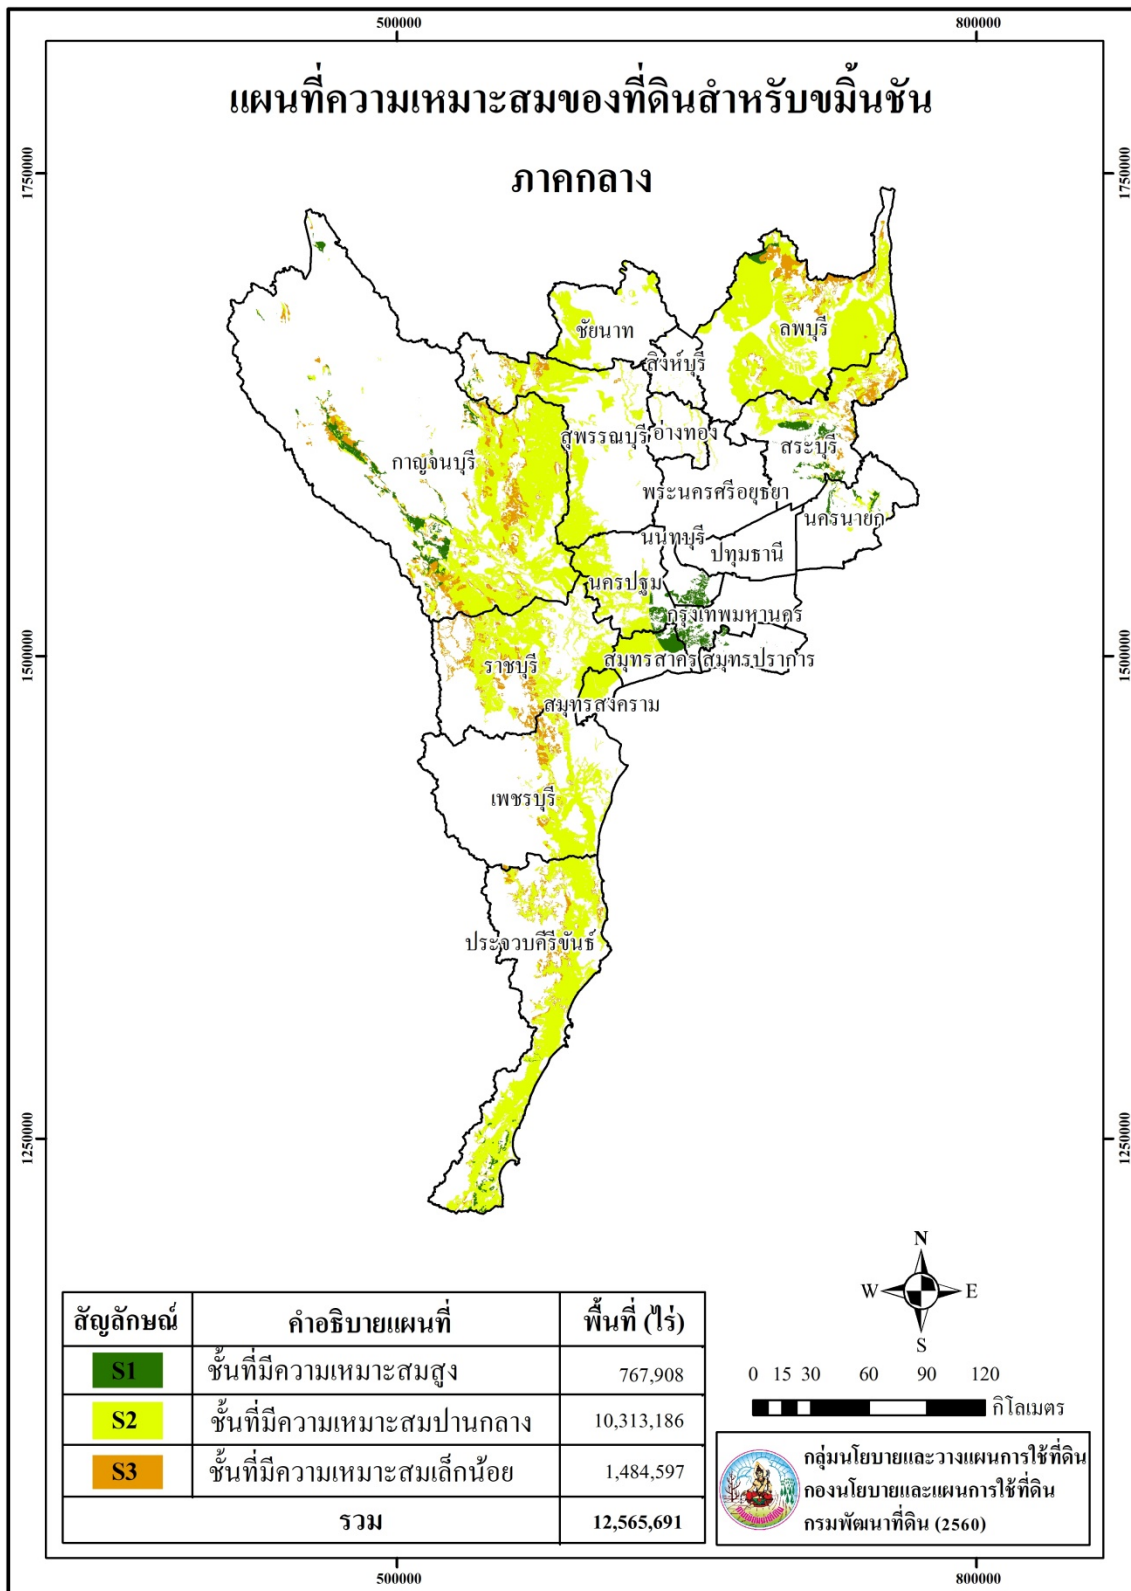 500000 800000
แผนที่ความเหมาะสมของที่ดินสำหรับขมิ้นชัน
ภาคกลาง
1750000 1750000
ชัยนาท
ลพบุรี
สิงห์บุรี
สุพรรณบุรี
อ่างทอง
สระบุรี
กาญจนบุรี
พระนครศรีอยุธยา
นครนายก
นนทบุรี
ปทุมธานี
นครปฐม
กรุงเทพมหานคร
1500000 1500000
สมุทรสาคร
สมุทรปราการ
ราชบุรี
สมุทรสงคราม
เพชรบุรี
ประจวบคีรีขันธ์
1250000 1250000
N
W E
S
สัญลักษณ์ คำอธิบายแผนที่ พื้นที่ (ไร่)
S1 ชั้นที่มีความเหมาะสมสูง 767,908
S2 ชั้นที่มีความเหมาะสมปานกลาง 10,313,186
S3 ชั้นที่มีความเหมาะสมเล็กน้อย 1,484,597
รวม 12,565,691
0 15 30 60 90 120
กิโลเมตร
กลุ่มนโยบายและวางแผนการใช้ที่ดิน
กองนโยบายและแผนการใช้ที่ดิน
กรมพัฒนาที่ดิน (2560)
500000 800000